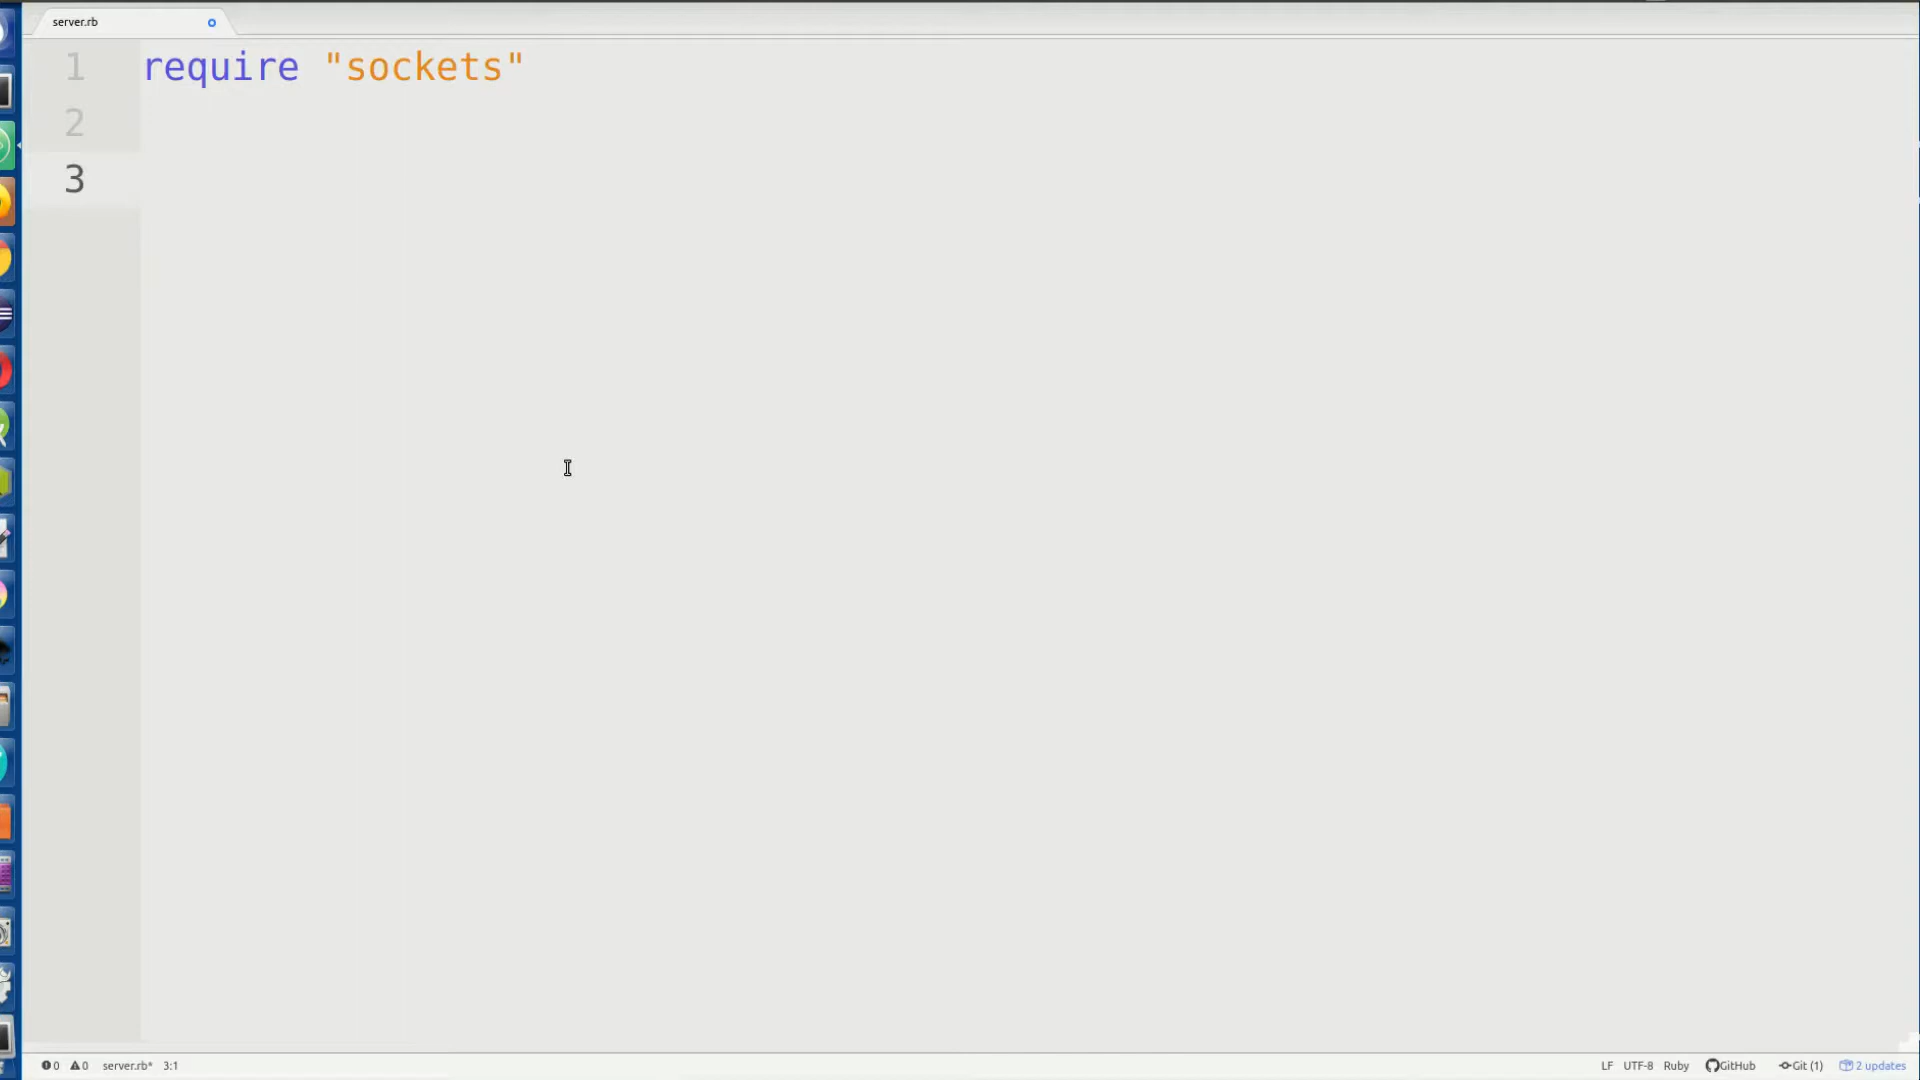 server.rb
1 require "sockets"
2
3
0 0 server.rb* 3:1 LF UTF-8 Ruby GitHub Git (1) 2 updates